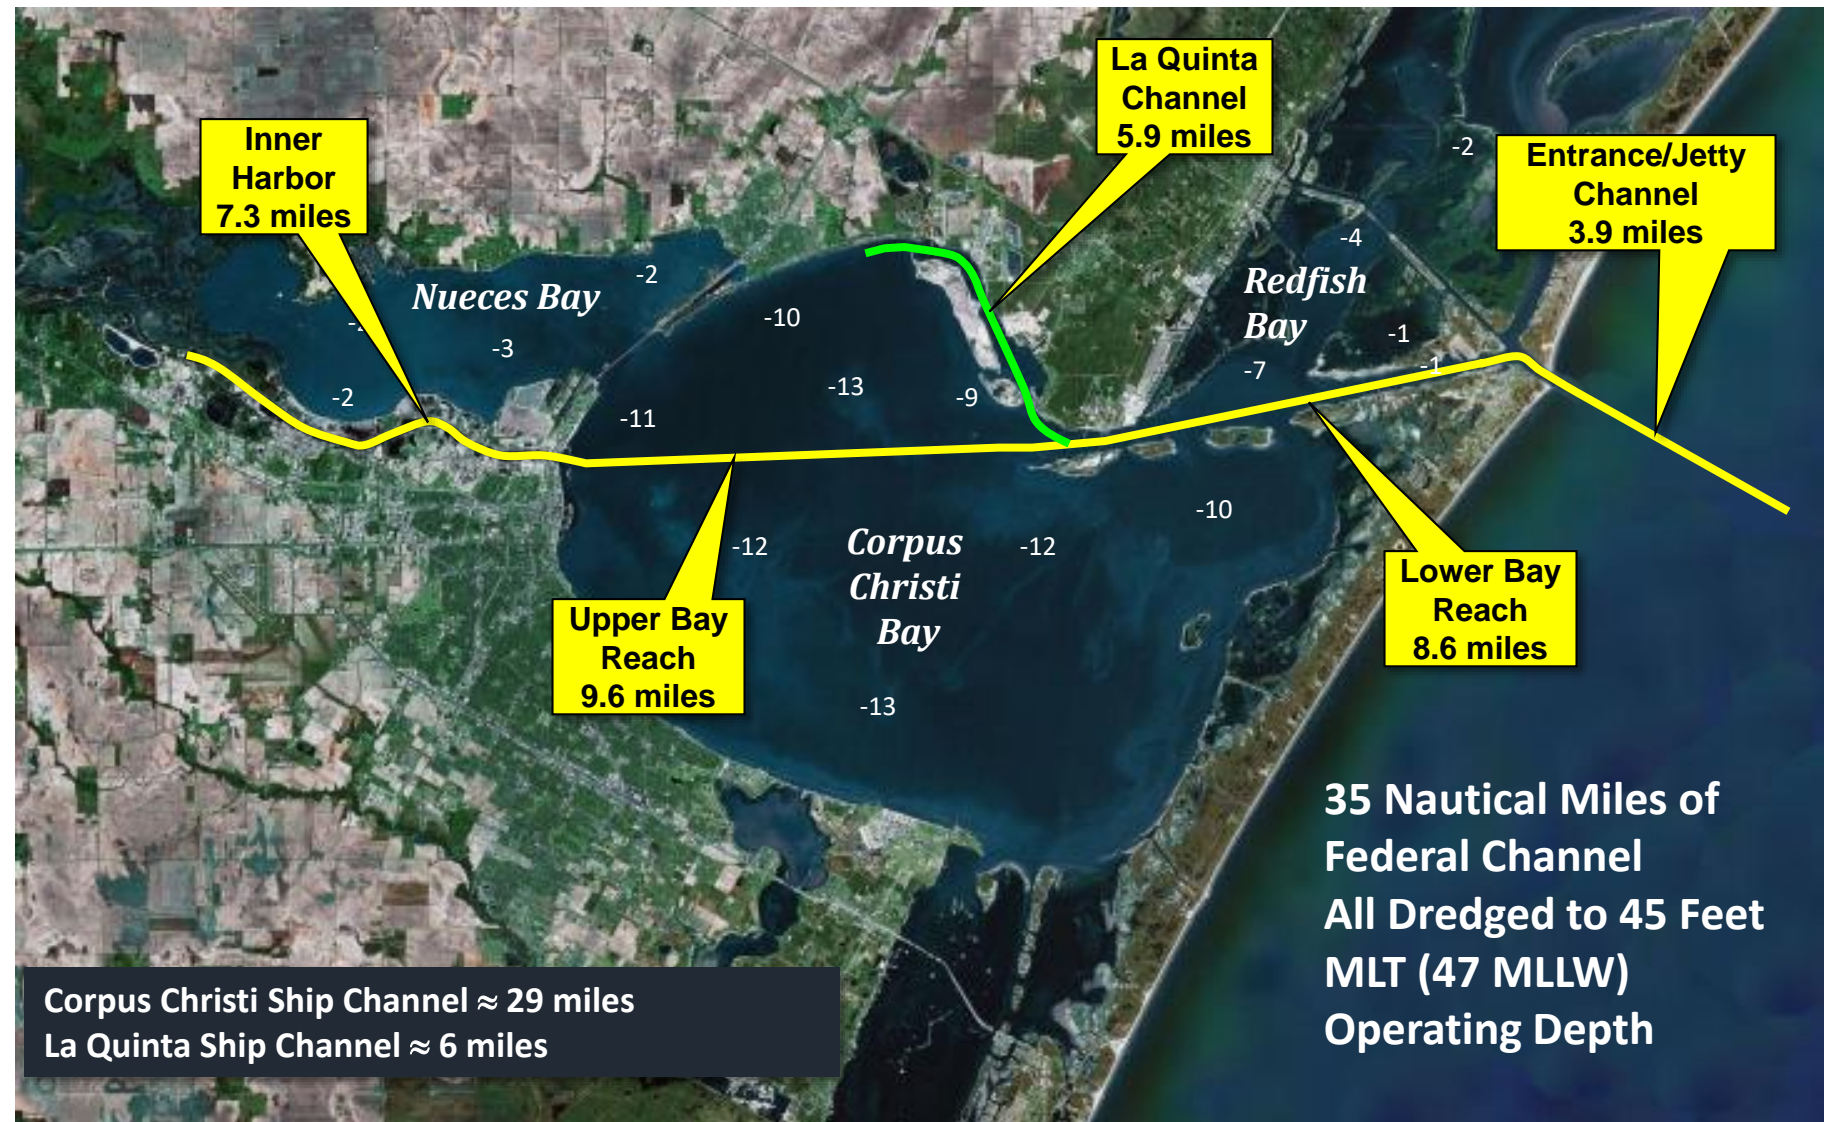 La Quinta
Channel
5.9 miles
Inner
Harbor
7.3 miles
Entrance/Jetty
Channel
3.9 miles
-2
-4
Redfish
Bay
-2
Nueces Bay
-10
-3
-1
-1
-7
-13
-9
-2
-11
-10
-12
Corpus
Christi
Bay
-12
Lower Bay
Reach
8.6 miles
Upper Bay
Reach
9.6 miles
-13
35 Nautical Miles of
Federal Channel
All Dredged to 45 Feet
MLT (47 MLLW)
Operating Depth
Corpus Christi Ship Channel ≈ 29 miles
La Quinta Ship Channel ≈ 6 miles